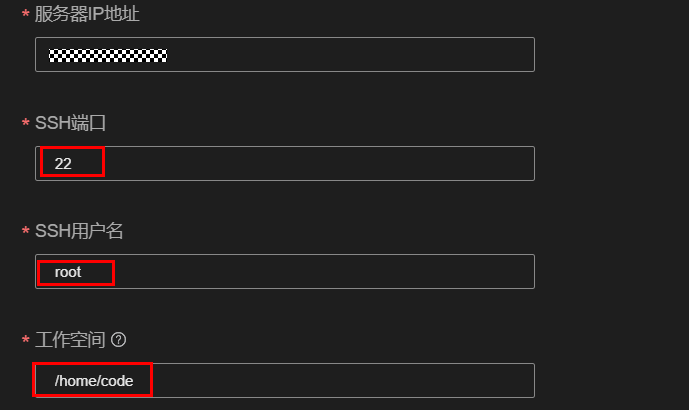 * 服务器IP地址
* SSH端口
22
* SSH用户名
root
* 工作空间 ?
/home/code